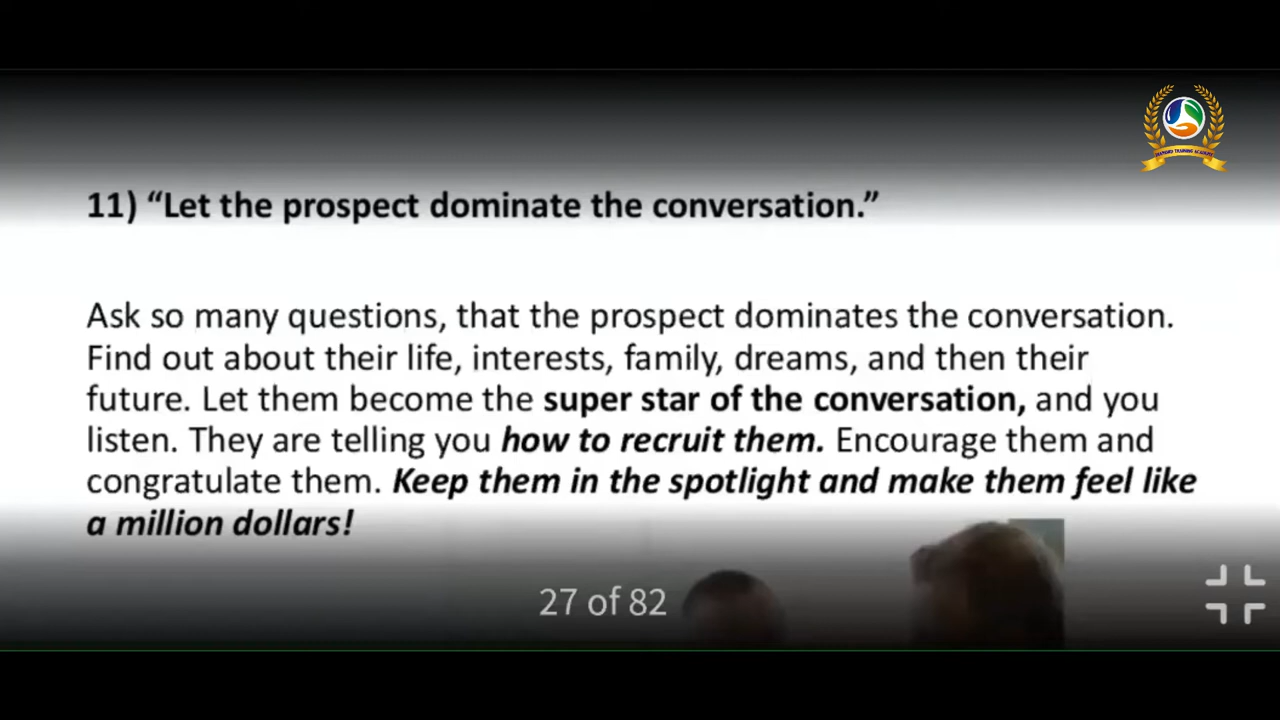 11) “Let the prospect dominate the conversation.”
Ask so many questions, that the prospect dominates the conversation.
Find out about their life, interests, family, dreams, and then their
future. Let them become the super star of the conversation, and you
listen. They are telling you how to recruit them. Encourage them and
congratulate them. Keep them in the spotlight and make them feel like
a million dollars!
27 of 82